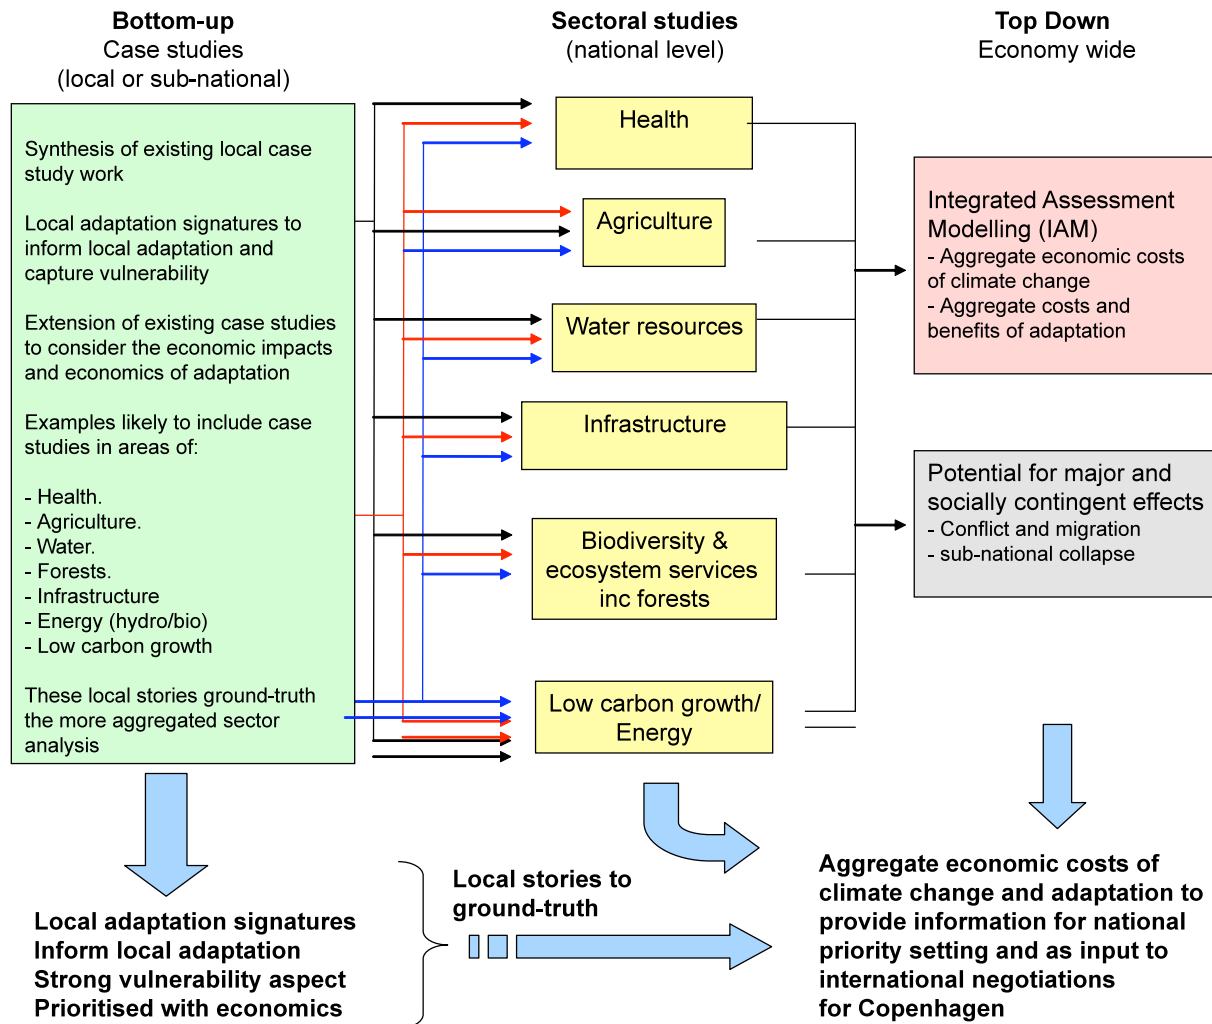 Bottom-up
Case studies
(local or sub-national)
Sectoral studies
(national level)
Top Down
Economy wide
Synthesis of existing local case
study work
Local adaptation signatures to
inform local adaptation and
capture vulnerability
Extension of existing case studies
to consider the economic impacts
and economics of adaptation
Examples likely to include case
studies in areas of:
- Health.
- Agriculture.
- Water.
- Forests.
- Infrastructure
- Energy (hydro/bio)
- Low carbon growth
These local stories ground-truth
the more aggregated sector
analysis
Health
Agriculture
Water resources
Infrastructure
Biodiversity &
ecosystem services
inc forests
Low carbon growth/
Energy
Integrated Assessment
Modelling (IAM)
- Aggregate economic costs
of climate change
- Aggregate costs and
benefits of adaptation
Potential for major and
socially contingent effects
- Conflict and migration
- sub-national collapse
Local adaptation signatures
Inform local adaptation
Strong vulnerability aspect
Prioritised with economics
Local stories to
ground-truth
Aggregate economic costs of
climate change and adaptation to
provide information for national
priority setting and as input to
international negotiations
for Copenhagen